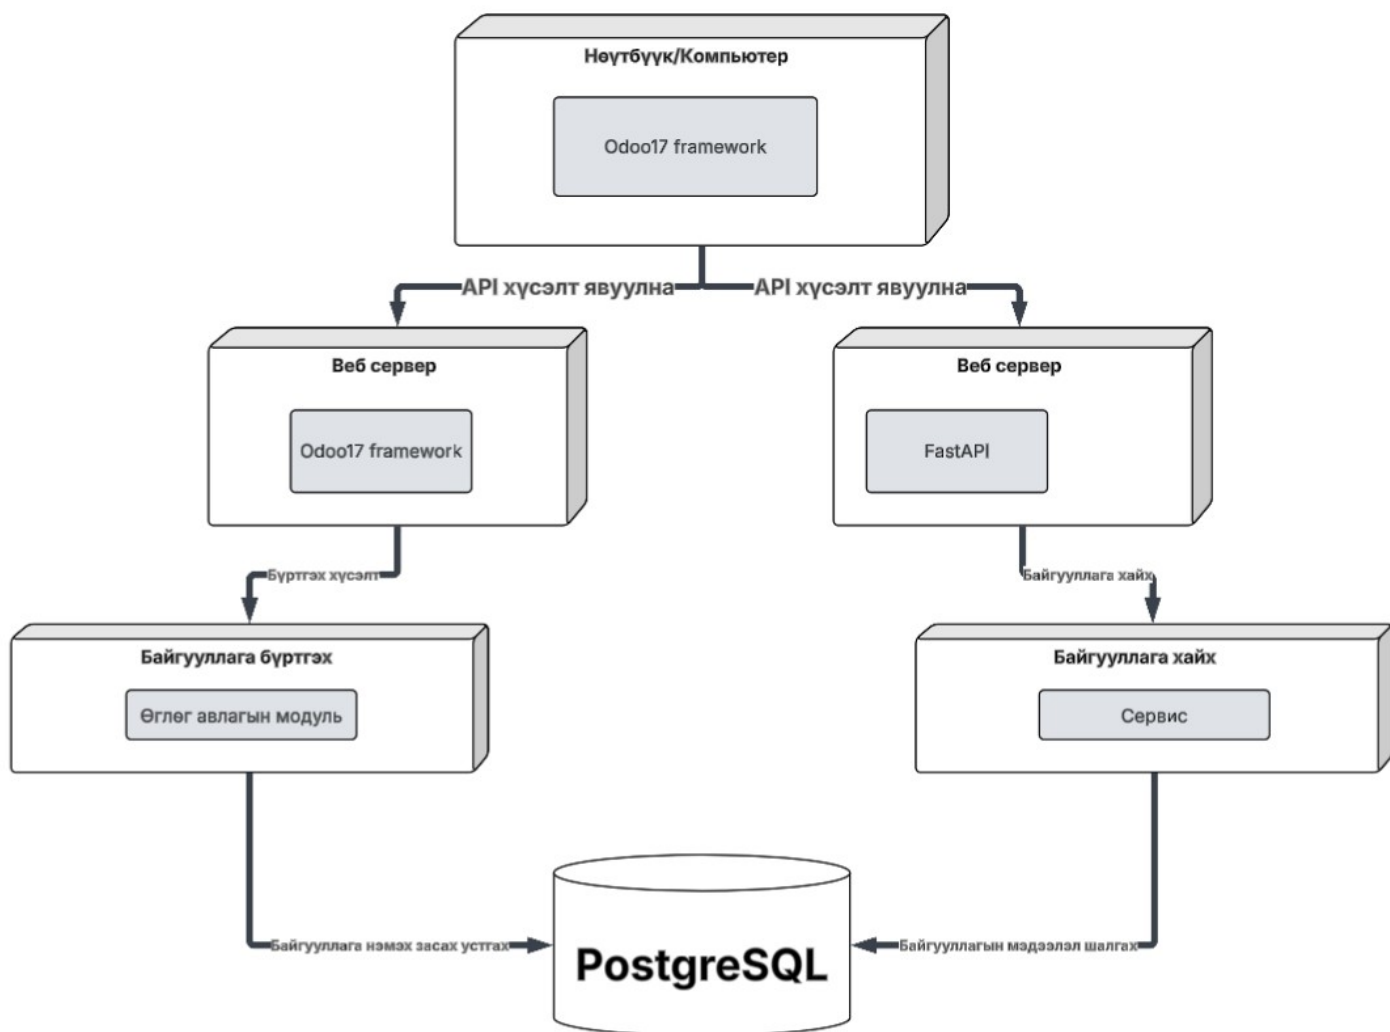 Нөүтбүүк/Компьютер
Odoo17 framework
API хүсэлт явуулна
API хүсэлт явуулна
Веб сервер
Odoo17 framework
Веб сервер
FastAPI
Бүртгэх хүсэлт
Байгууллага хайх
Байгууллага бүртгэх
Өглөг авлагын модуль
Байгууллага хайх
Сервис
Байгууллага нэмэх засах устгах
Байгууллагын мэдээлэл шалгах
PostgreSQL